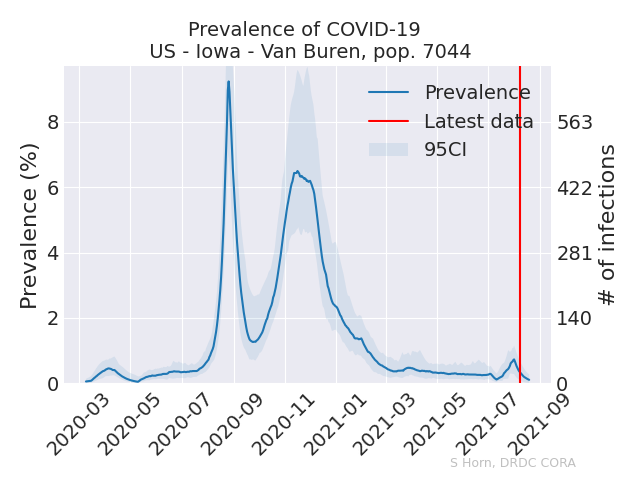 Prevalence of COVID-19
US - Iowa - Van Buren, pop. 7044
Prevalence
Latest data
95CI
Prevalence (%)
8
6
4
2
0
# of infections
563
422
281
140
0
2020-03
2020-05
2020-07
2020-09
2020-11
2021-01
2021-03
2021-05
2021-07
2021-09
S Horn, DRDC CORA